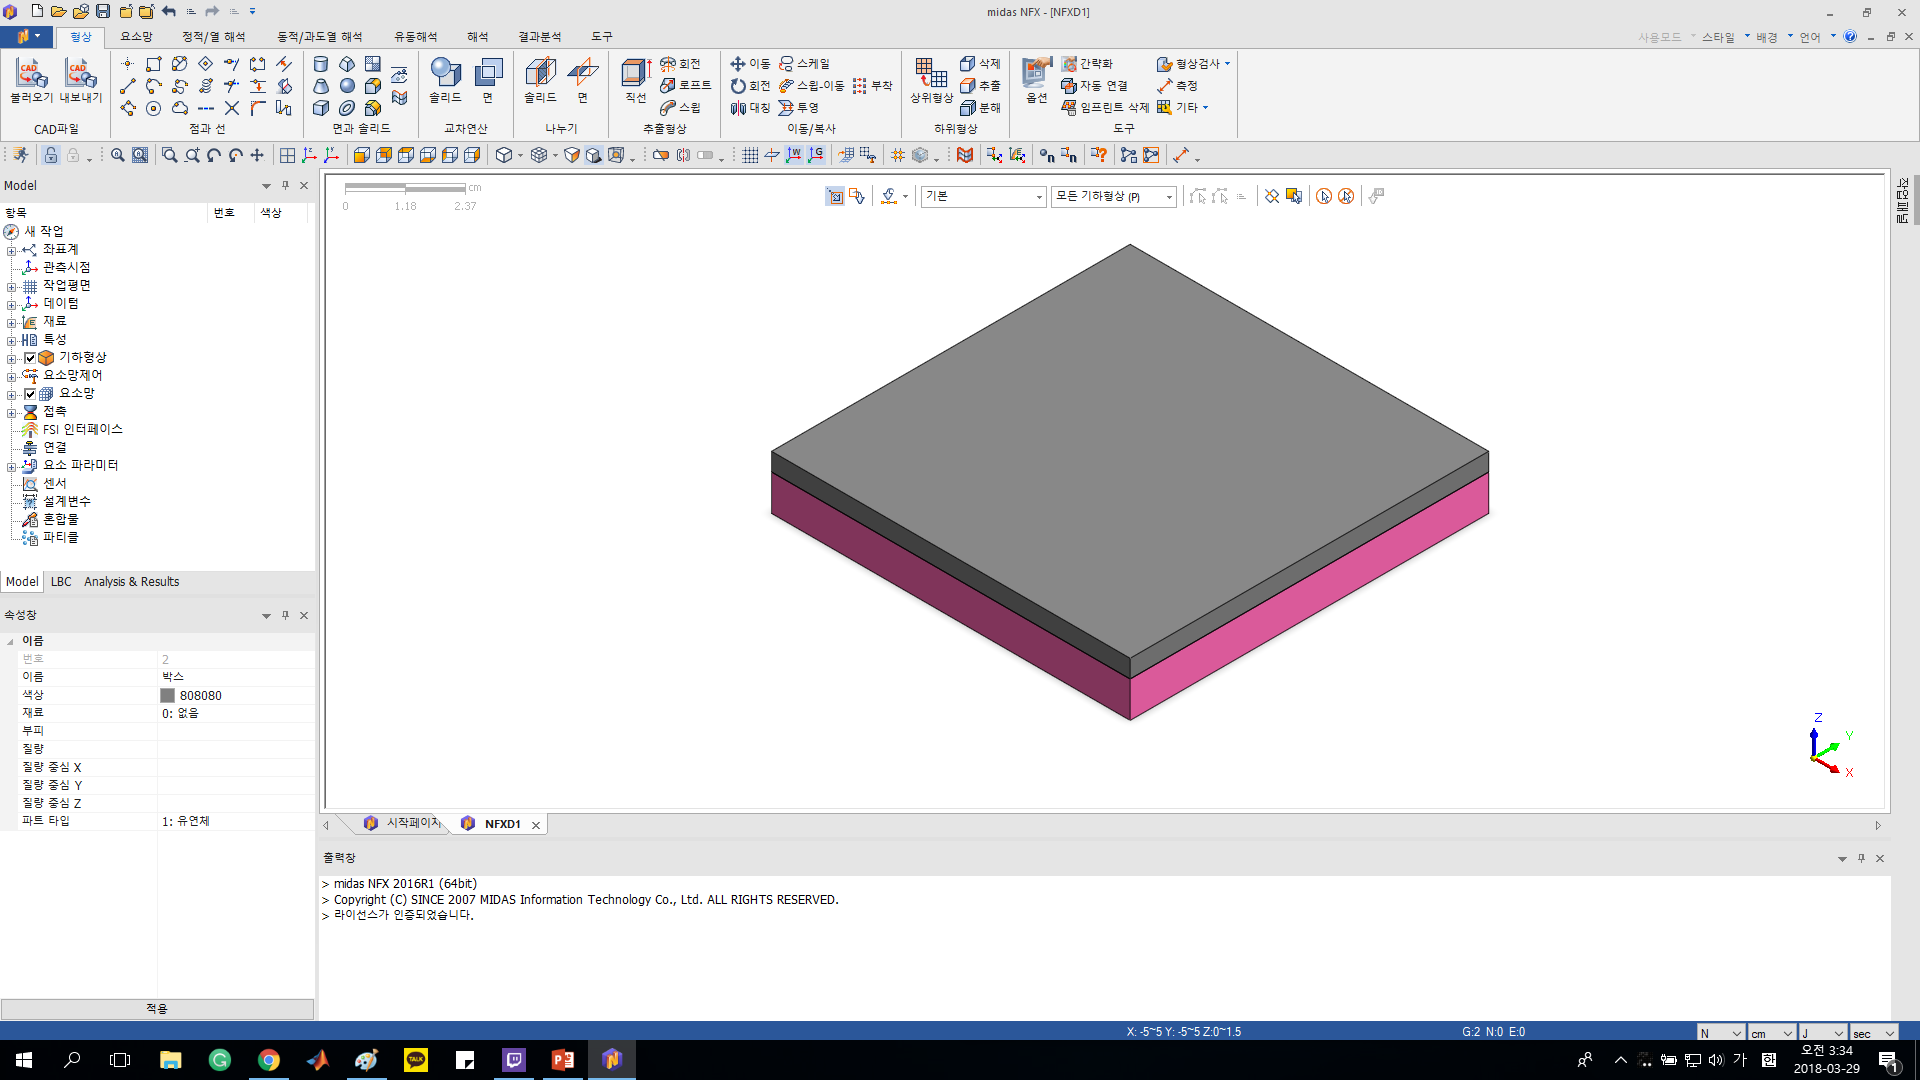 midas NFX - [NFXD1]
형상 요소망 정적/열 해석 동적/과도열 해석 유동해석 해석 결과분석 도구
사용모드 스타일 배경 언어
불러오기 내보내기 솔리드 면 솔리드 면 직선 회전 로프트 스윕 이동 스케일 회전 스윕-이동 부착 대칭 투영 상위형상 삭제 추출 분해 옵션 간략화 자동 연결 임프린트 삭제 형상검사 측정 기타
CAD파일 점과 선 면과 솔리드 교차연산 나누기 추출형상 이동/복사 하위형상 도구
Model
항목 번호 색상
새 작업
좌표계
관측시점
작업평면
데이텀
재료
특성
기하형상
요소망제어
요소망
접촉
FSI 인터페이스
연결
요소 파라미터
센서
설계변수
혼합물
파티클
Model LBC Analysis & Results
속성창
이름
번호 2
이름 박스
색상 808080
재료 0: 없음
부피
질량
질량 중심 X
질량 중심 Y
질량 중심 Z
파트 타입 1: 유연체
적용
cm
0 1.18 2.37
기본 모든 기하형상 (P)
작업패널
Z
Y
X
시작페이지 NFXD1
출력창
> midas NFX 2016R1 (64bit)
> Copyright (C) SINCE 2007 MIDAS Information Technology Co., Ltd. ALL RIGHTS RESERVED.
> 라이선스가 인증되었습니다.
X: -5~5 Y: -5~5 Z:0~1.5 G:2 N:0 E:0 N cm J sec
가 한 오전 3:34
2018-03-29
1